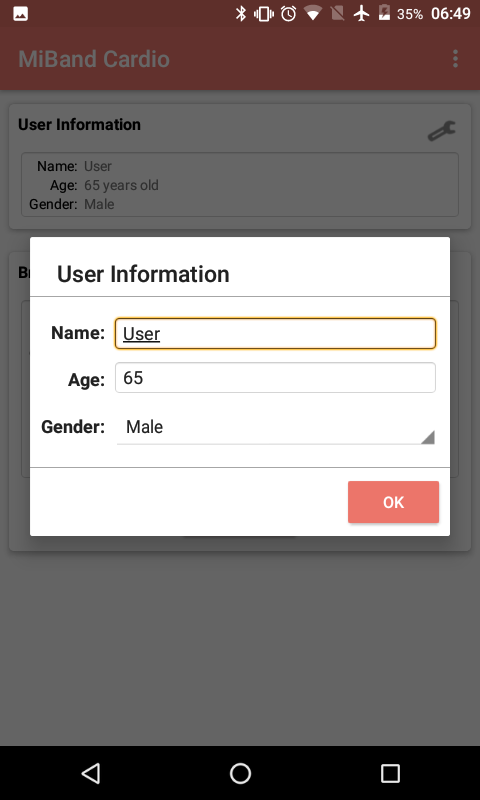 35% 06:49
MiBand Cardio
User Information
Name: User
Age: 65 years old
Gender: Male
User Information
Name: User
Age: 65
Gender: Male
OK